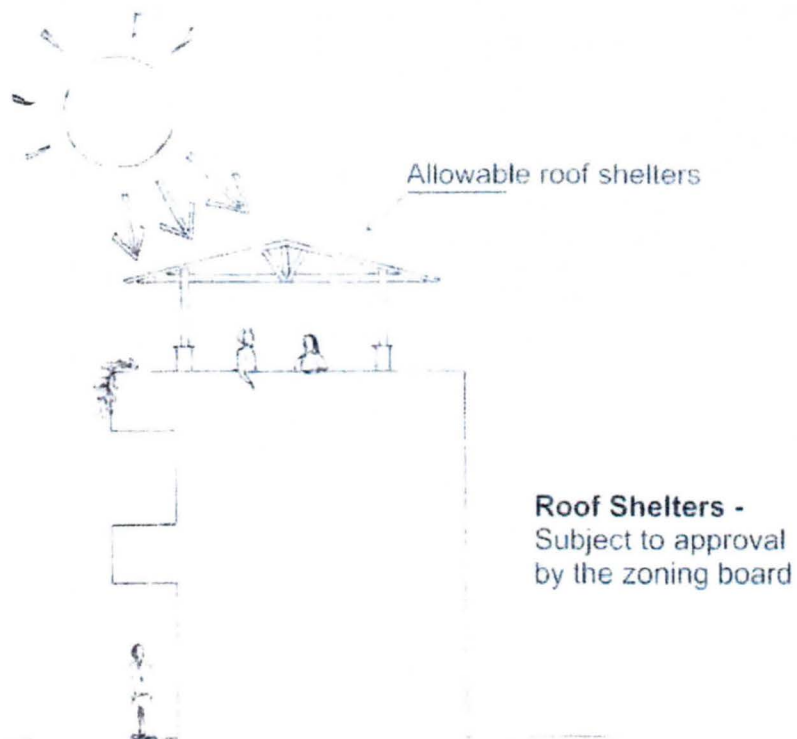 Allowable roof shelters
Roof Shelters -
Subject to approval
by the zoning board